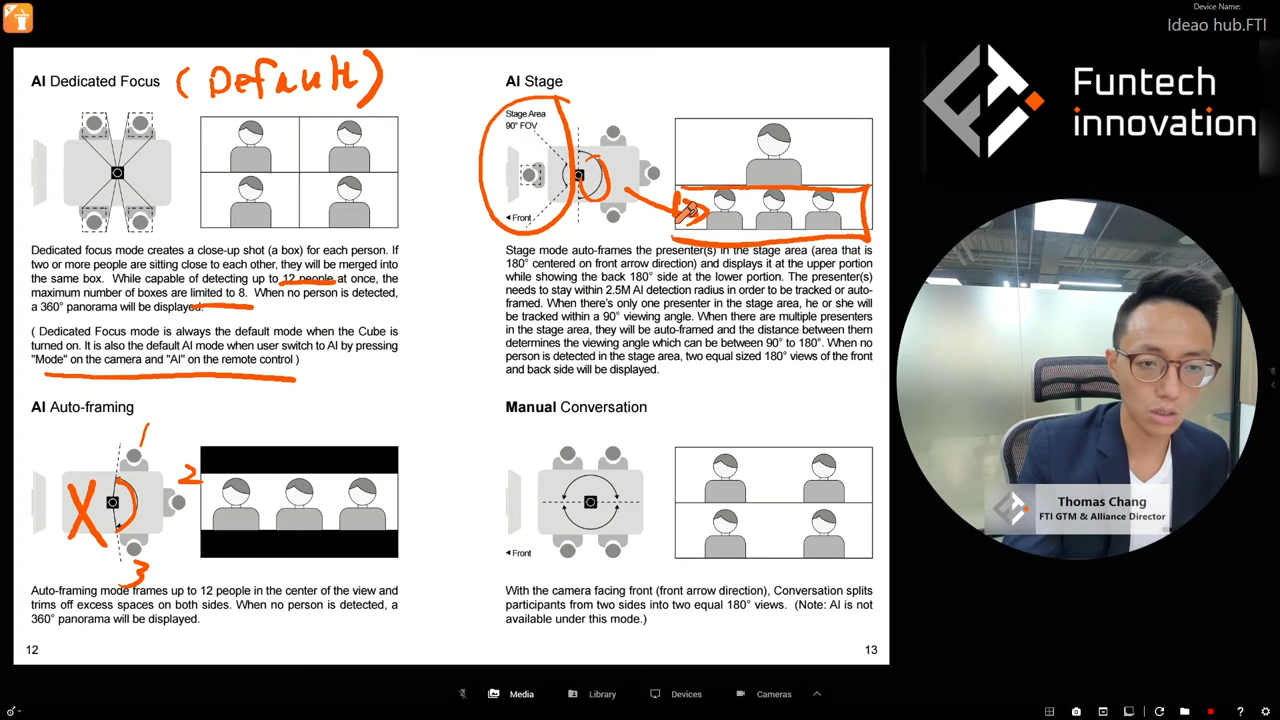 Device Name:
Ideao hub.FTI
Funtech
innovation
AI Dedicated Focus
(Default)
Dedicated focus mode creates a close-up shot (a box) for each person. If
two or more people are sitting close to each other, they will be merged into
the same box. While capable of detecting up to 12 people at once, the
maximum number of boxes are limited to 8. When no person is detected,
a 360° panorama will be displayed.
( Dedicated Focus mode is always the default mode when the Cube is
turned on. It is also the default AI mode when user switch to AI by pressing
"Mode" on the camera and "AI" on the remote control )
AI Auto-framing
1
2
X
3
Auto-framing mode frames up to 12 people in the center of the view and
trims off excess spaces on both sides. When no person is detected, a
360° panorama will be displayed.
12
AI Stage
Stage Area
90° FOV
Front
Stage mode auto-frames the presenter(s) in the stage area (area that is
180° centered on front arrow direction) and displays it at the upper portion
while showing the back 180° side at the lower portion. The presenter(s)
needs to stay within 2.5M AI detection radius in order to be tracked or auto-
framed. When there's only one presenter in the stage area, he or she will
be tracked within a 90° viewing angle. When there are multiple presenters
in the stage area, they will be auto-framed and the distance between them
determines the viewing angle which can be between 90° to 180°. When no
person is detected in the stage area, two equal sized 180° views of the front
and back side will be displayed.
Manual Conversation
Front
With the camera facing front (front arrow direction), Conversation splits
participants from two sides into two equal 180° views. (Note: AI is not
available under this mode.)
13
Thomas Chang
FTI GTM & Alliance Director
Media
Library
Devices
Cameras